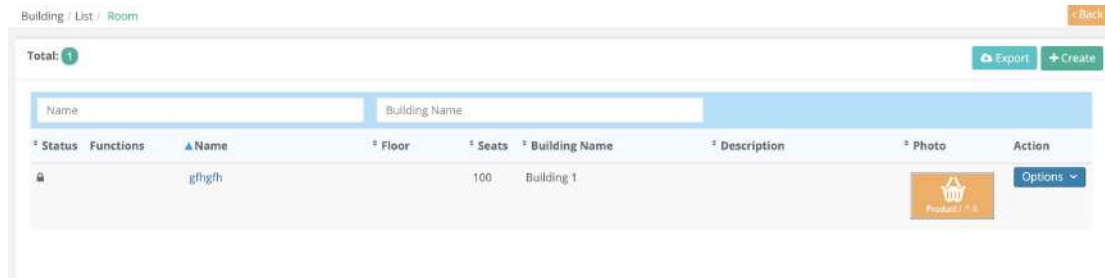 Building / List / Room
< Back
Total: 1
Export
+ Create
Name
Building Name
Status Functions Name Floor Seats Building Name Description Photo Action
gfhgfh 100 Building 1 Options
Product